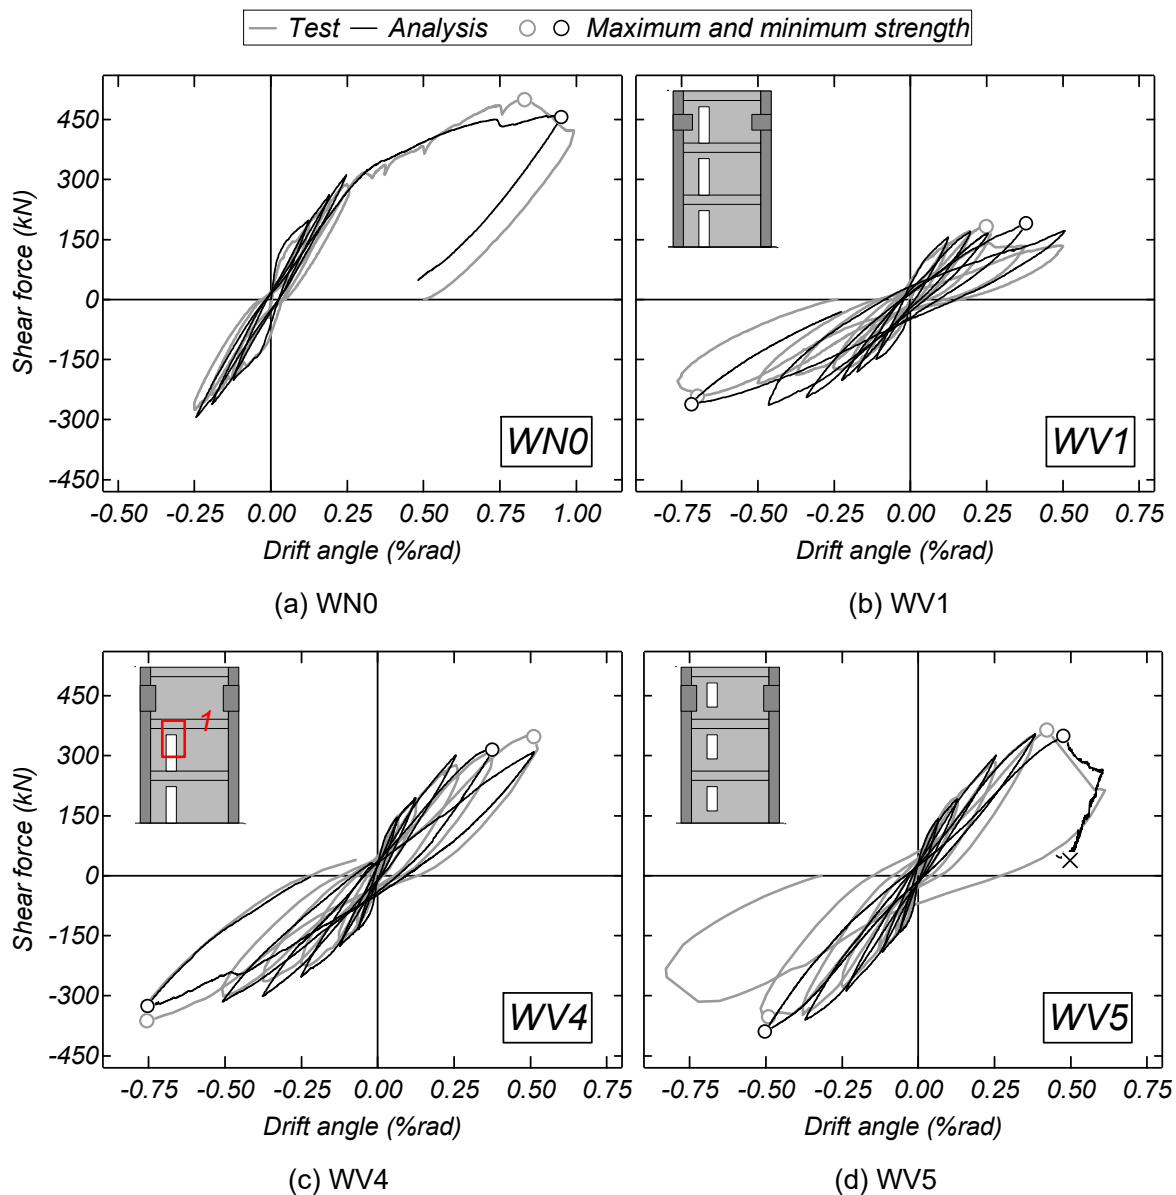 Test Analysis Maximum and minimum strength
Shear force (kN)
450
300
150
0
-150
-300
-450
WN0
WV1
-0.50 -0.25 0.00 0.25 0.50 0.75 1.00
-0.75 -0.50 -0.25 0.00 0.25 0.50 0.75
Drift angle (%rad)
Drift angle (%rad)
(a) WN0
(b) WV1
Shear force (kN)
450
300
150
0
-150
-300
-450
1
WV4
WV5
-0.75 -0.50 -0.25 0.00 0.25 0.50 0.75
-0.75 -0.50 -0.25 0.00 0.25 0.50 0.75
Drift angle (%rad)
Drift angle (%rad)
(c) WV4
(d) WV5